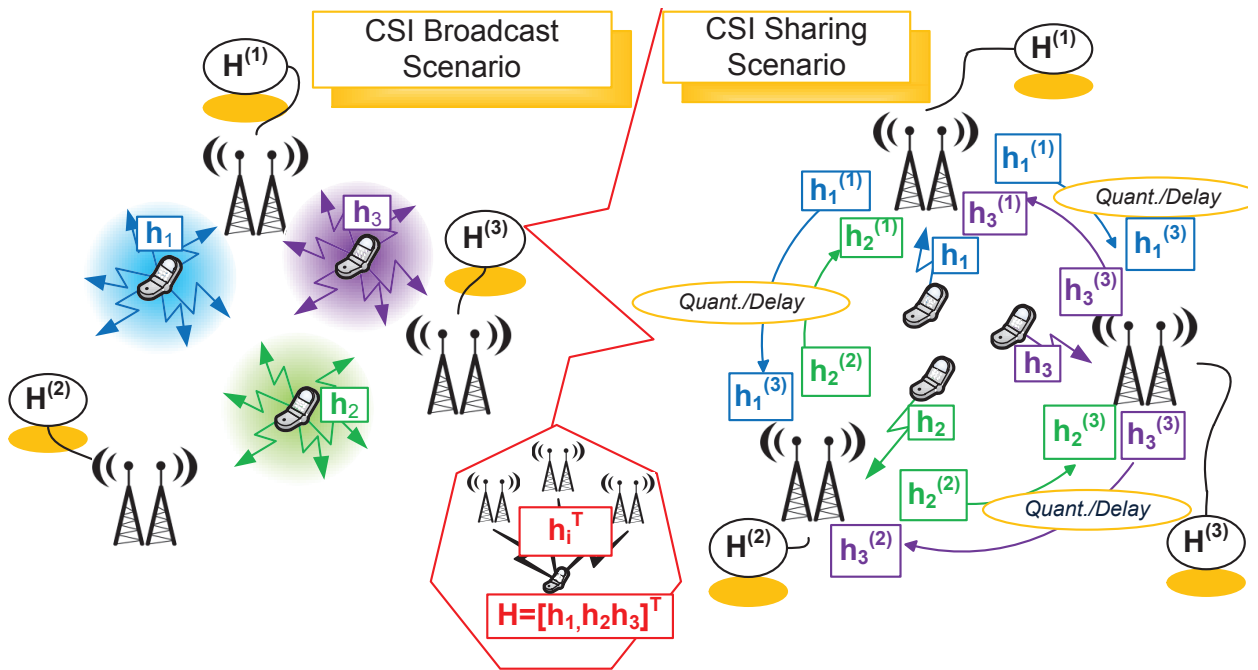 CSI Broadcast
Scenario
H(1)
h1
h3
H(3)
H(2)
h2
hiT
H=[h1,h2h3]T
CSI Sharing
Scenario
H(1)
h1(1)
h1(1)
Quant./Delay
h3(1)
h2(1)
h1(3)
h1
h3(3)
Quant./Delay
h3
h2(2)
h1(3)
h2
h2(3)
h3(3)
h2(2)
Quant./Delay
h3(2)
H(2)
H(3)